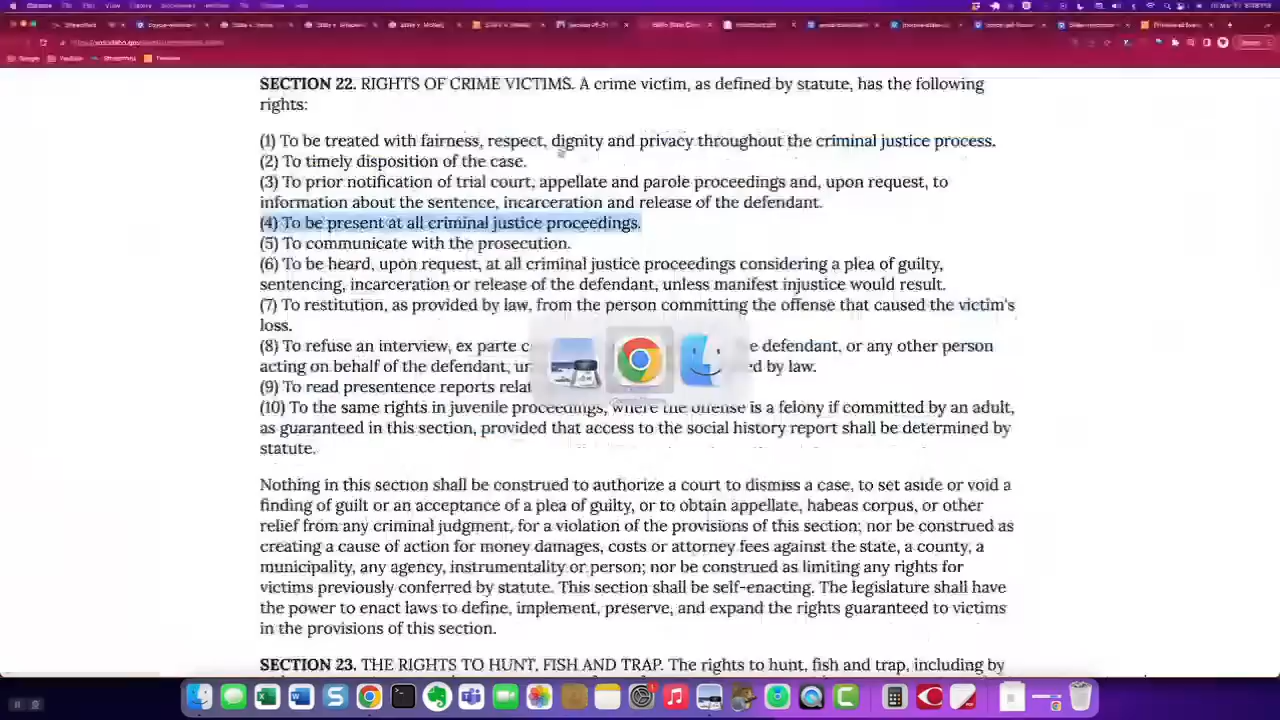 SECTION 22. RIGHTS OF CRIME VICTIMS. A crime victim, as defined by statute, has the following
rights:
(1) To be treated with fairness, respect, dignity and privacy throughout the criminal justice process.
(2) To timely disposition of the case.
(3) To prior notification of trial court, appellate and parole proceedings and, upon request, to
information about the sentence, incarceration and release of the defendant.
(4) To be present at all criminal justice proceedings.
(5) To communicate with the prosecution.
(6) To be heard, upon request, at all criminal justice proceedings considering a plea of guilty,
sentencing, incarceration or release of the defendant, unless manifest injustice would result.
(7) To restitution, as provided by law, from the person committing the offense that caused the victim's
loss.
(8) To refuse an interview, ex parte defendant, or any other person
acting on behalf of the defendant, by law.
(9) To read presentence reports
(10) To the same rights in juvenile proceedings, where the offense is a felony if committed by an adult,
as guaranteed in this section, provided that access to the social history report shall be determined by
statute.
Nothing in this section shall be construed to authorize a court to dismiss a case, to set aside or void a
finding of guilt or an acceptance of a plea of guilty, or to obtain appellate, habeas corpus, or other
relief from any criminal judgment, for a violation of the provisions of this section; nor be construed as
creating a cause of action for money damages, costs or attorney fees against the state, a county, a
municipality, any agency, instrumentality or person; nor be construed as limiting any rights for
victims previously conferred by statute. This section shall be self-enacting. The legislature shall have
the power to enact laws to define, implement, preserve, and expand the rights guaranteed to victims
in the provisions of this section.
SECTION 23. THE RIGHTS TO HUNT, FISH AND TRAP. The rights to hunt, fish and trap, including by